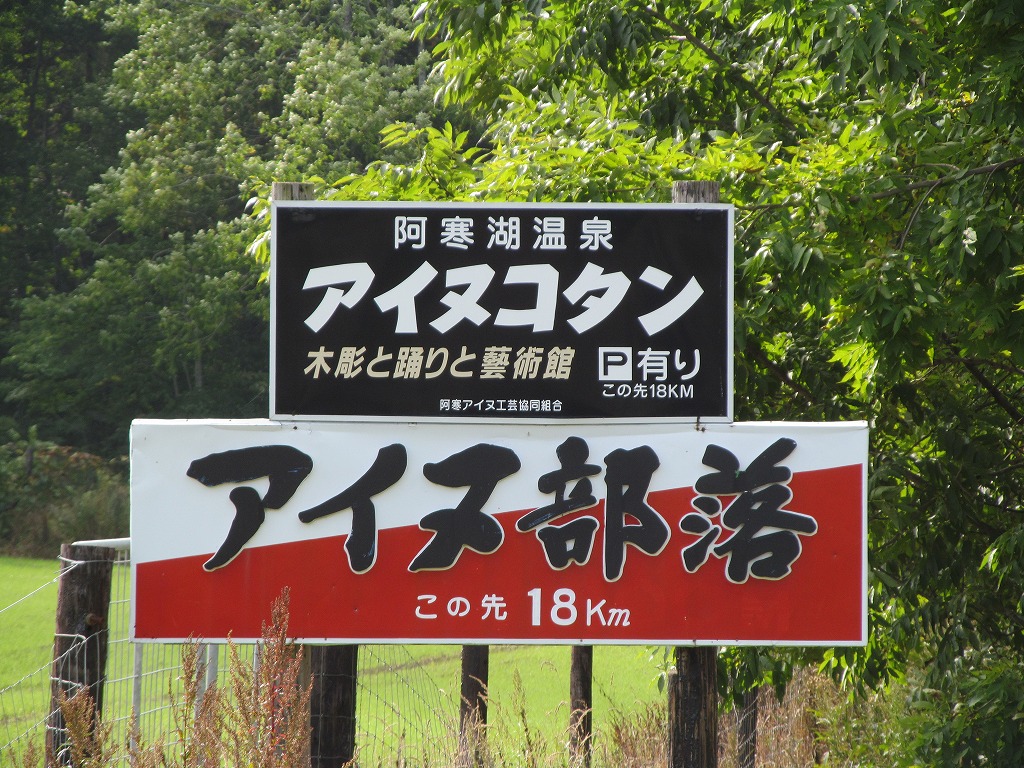 阿寒湖温泉
アイヌコタン
木彫と踊りと藝術館 P有り
この先18KM
阿寒アイヌ工芸協同組合
アイヌ部落
この先 18Km